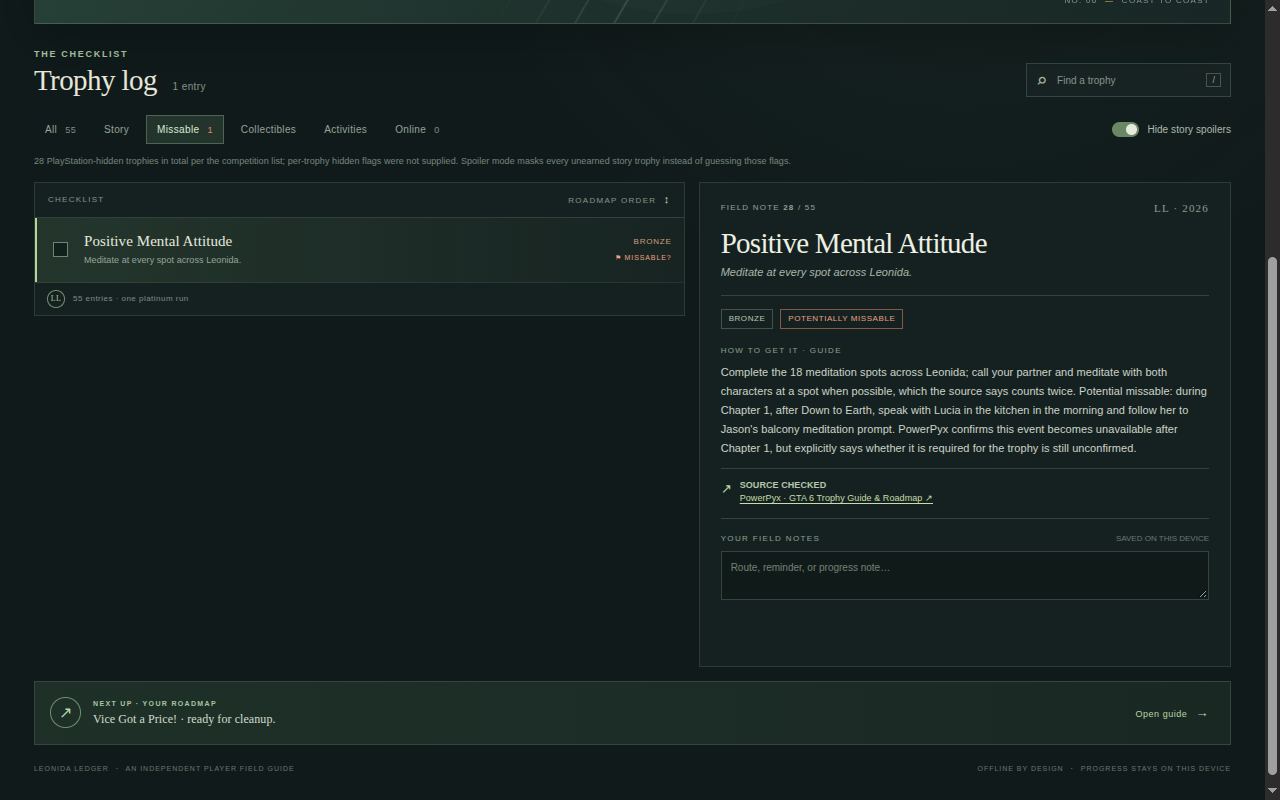 NO. 06 — COAST TO COAST
THE CHECKLIST
Trophy log 1 entry
Find a trophy /
All 55 Story Missable 1 Collectibles Activities Online 0
Hide story spoilers
28 PlayStation-hidden trophies in total per the competition list; per-trophy hidden flags were not supplied. Spoiler mode masks every unearned story trophy instead of guessing those flags.
CHECKLIST ROADMAP ORDER ↕
Positive Mental Attitude BRONZE
Meditate at every spot across Leonida. ⚑ MISSABLE?
LL 55 entries · one platinum run
FIELD NOTE 28 / 55 LL · 2026
Positive Mental Attitude
Meditate at every spot across Leonida.
BRONZE POTENTIALLY MISSABLE
HOW TO GET IT · GUIDE
Complete the 18 meditation spots across Leonida; call your partner and meditate with both
characters at a spot when possible, which the source says counts twice. Potential missable: during
Chapter 1, after Down to Earth, speak with Lucia in the kitchen in the morning and follow her to
Jason's balcony meditation prompt. PowerPyx confirms this event becomes unavailable after
Chapter 1, but explicitly says whether it is required for the trophy is still unconfirmed.
↗ SOURCE CHECKED
PowerPyx · GTA 6 Trophy Guide & Roadmap ↗
YOUR FIELD NOTES SAVED ON THIS DEVICE
Route, reminder, or progress note…
↗ NEXT UP · YOUR ROADMAP
Vice Got a Price! · ready for cleanup.
Open guide →
LEONIDA LEDGER · AN INDEPENDENT PLAYER FIELD GUIDE
OFFLINE BY DESIGN · PROGRESS STAYS ON THIS DEVICE